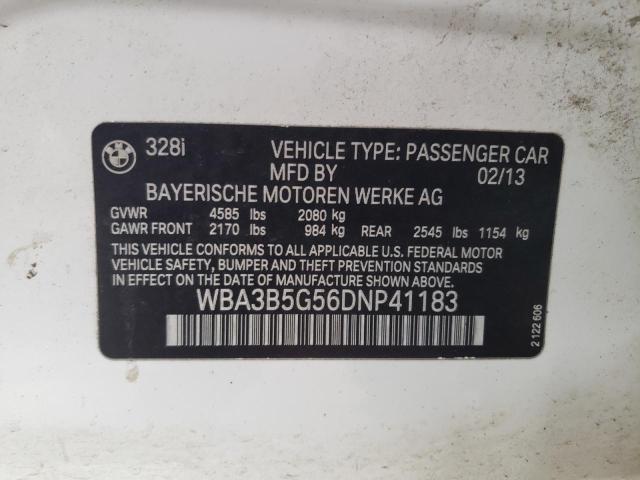 BMW
328i
VEHICLE TYPE: PASSENGER CAR
MFD BY 02/13
BAYERISCHE MOTOREN WERKE AG
GVWR 4585 lbs 2080 kg
GAWR FRONT 2170 lbs 984 kg REAR 2545 lbs 1154 kg
THIS VEHICLE CONFORMS TO ALL APPLICABLE U.S. FEDERAL MOTOR
VEHICLE SAFETY, BUMPER AND THEFT PREVENTION STANDARDS
IN EFFECT ON THE DATE OF MANUFACTURE SHOWN ABOVE.
WBA3B5G56DNP41183
2 122 606